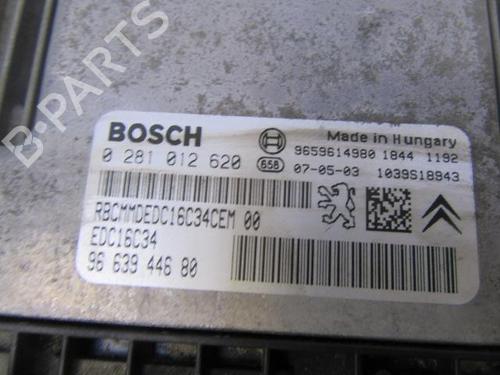 B-PARTS
BOSCH
Made in Hungary
0 281 012 620
9659614980 1844 1192
658 07-05-03 1039S18943
RBCMMDEDC16C34CEM 00
EDC16C34
96 639 446 80